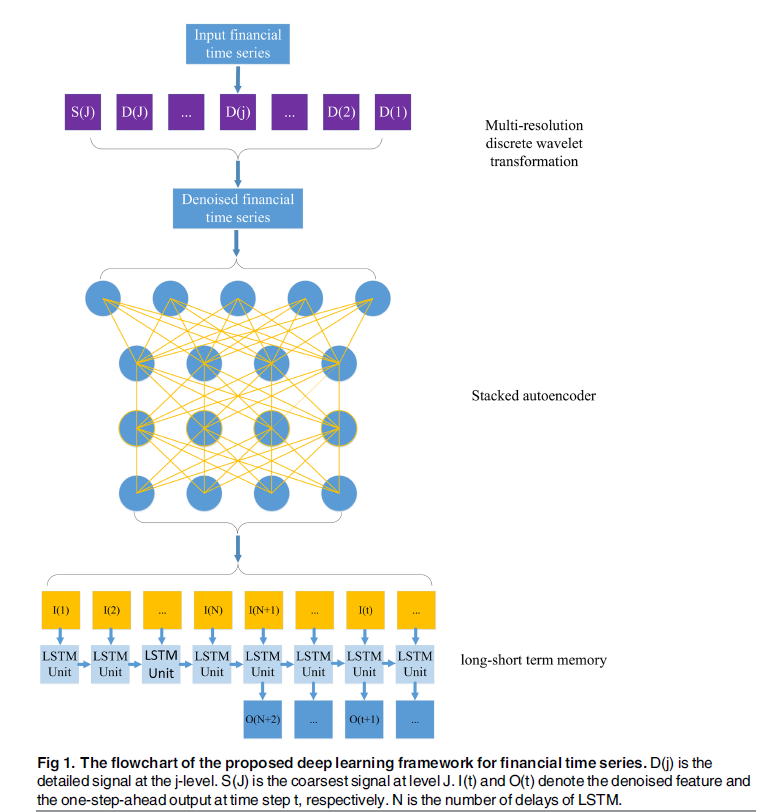 Input financial
time series
S(J) D(J) ... D(j) ... D(2) D(1)
Multi-resolution
discrete wavelet
transformation
Denoised financial
time series
Stacked autoencoder
I(1) I(2) ... I(N) I(N+1) ... I(t) ...
LSTM LSTM LSTM LSTM LSTM LSTM LSTM LSTM
Unit Unit Unit Unit Unit Unit Unit Unit
long-short term memory
O(N+2) ... O(t+1) ...
Fig 1. The flowchart of the proposed deep learning framework for financial time series. D(j) is the
detailed signal at the j-level. S(J) is the coarsest signal at level J. I(t) and O(t) denote the denoised feature and
the one-step-ahead output at time step t, respectively. N is the number of delays of LSTM.